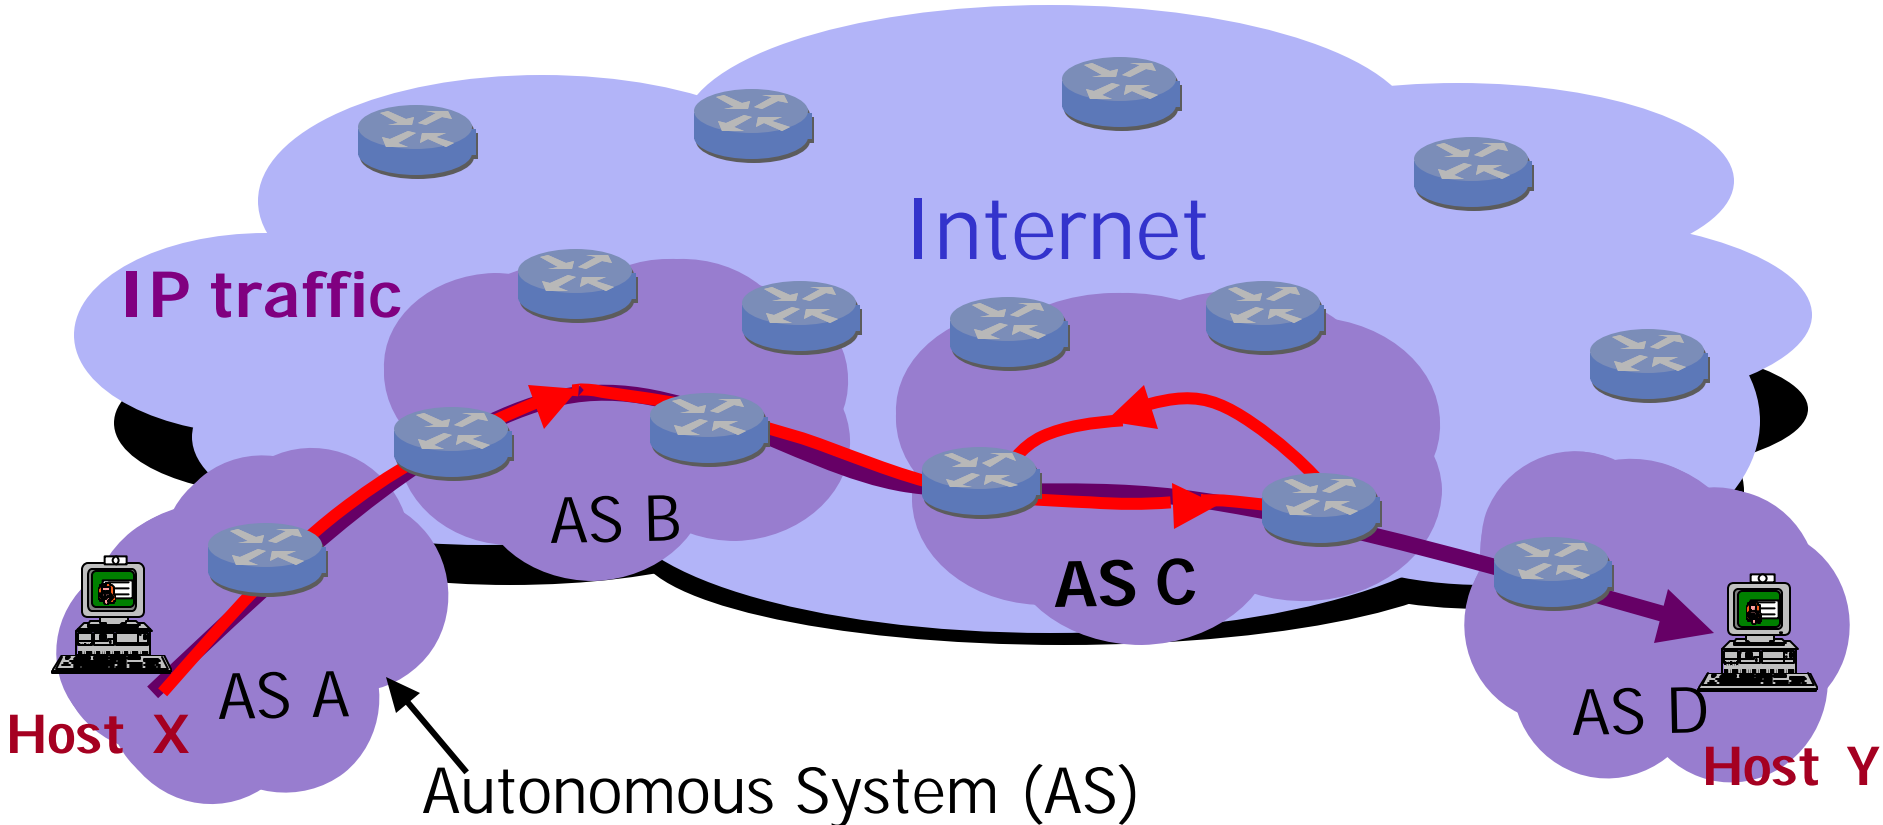 Internet
IP traffic
AS B
AS C
AS A
AS D
Host X
Host Y
Autonomous System (AS)